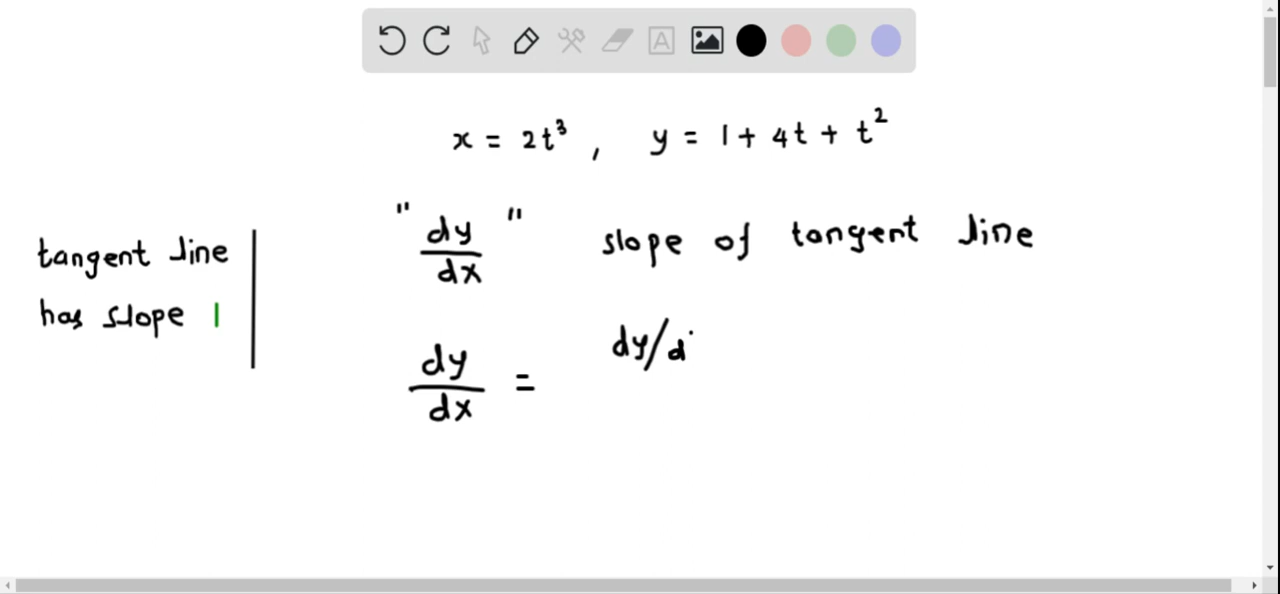 x = 2t³ , y = 1 + 4t + t²
" dy/dx " slope of tangent line
tangent line
has slope 1
dy/dx = dy/d